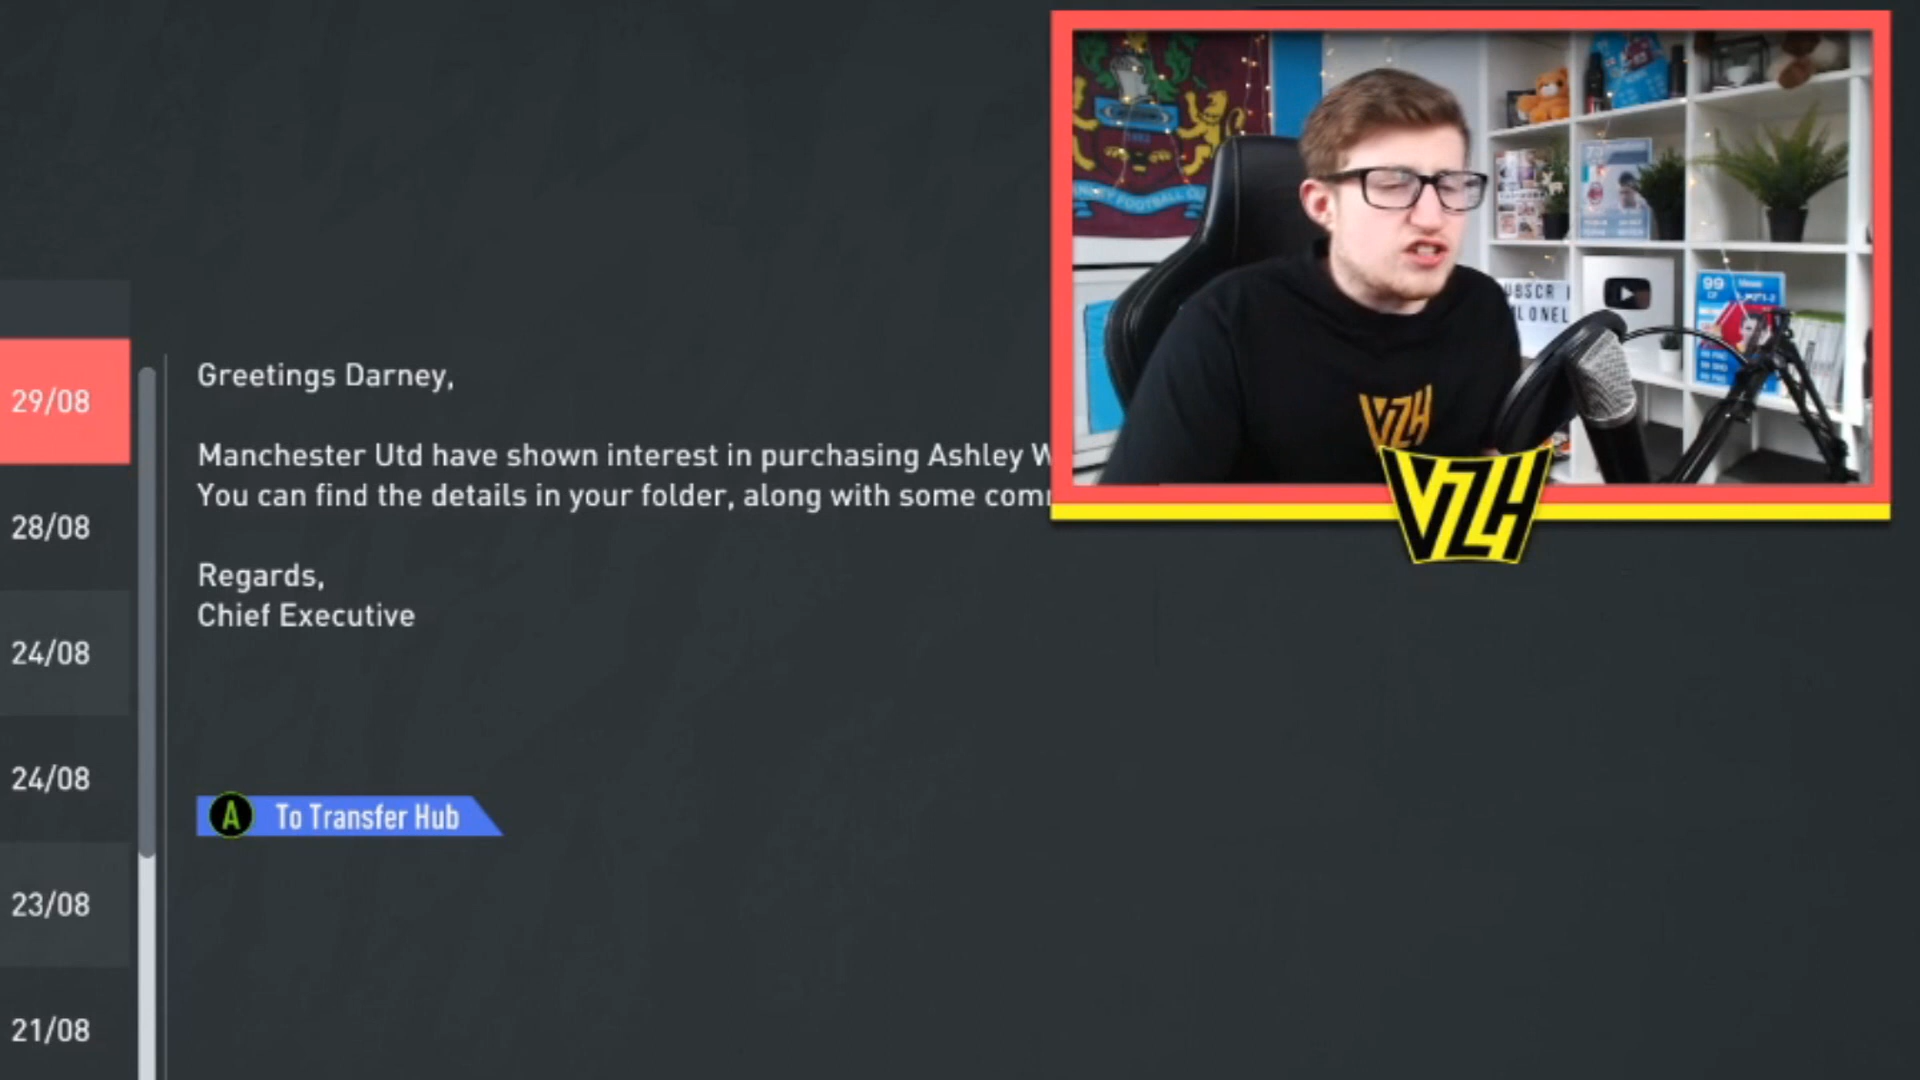 29/08
28/08
24/08
24/08
23/08
21/08
Greetings Darney,
Manchester Utd have shown interest in purchasing Ashley
You can find the details in your folder, along with some
Regards,
Chief Executive
A To Transfer Hub
VZH
VZH
FOOTBALL
99